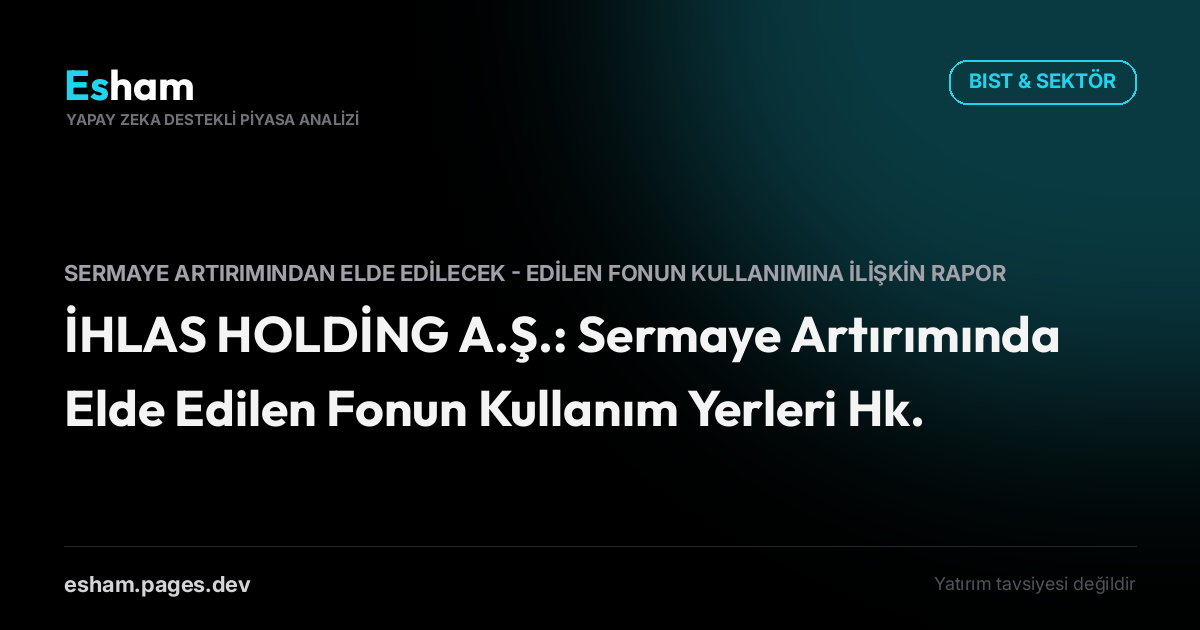 Esham
YAPAY ZEKA DESTEKLİ PİYASA ANALİZİ
BIST & SEKTÖR
SERMAYE ARTIRIMINDAN ELDE EDİLECEK - EDİLEN FONUN KULLANIMINA İLİŞKİN RAPOR
İHLAS HOLDİNG A.Ş.: Sermaye Artırımında
Elde Edilen Fonun Kullanım Yerleri Hk.
esham.pages.dev
Yatırım tavsiyesi değildir